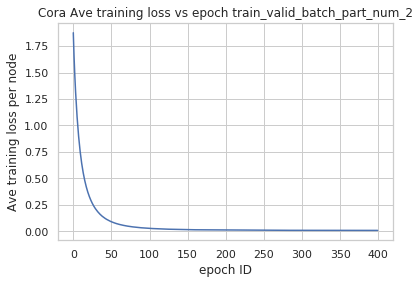 Cora Ave training loss vs epoch train_valid_batch_part_num_2
Ave training loss per node
1.75
1.50
1.25
1.00
0.75
0.50
0.25
0.00
0 50 100 150 200 250 300 350 400
epoch ID